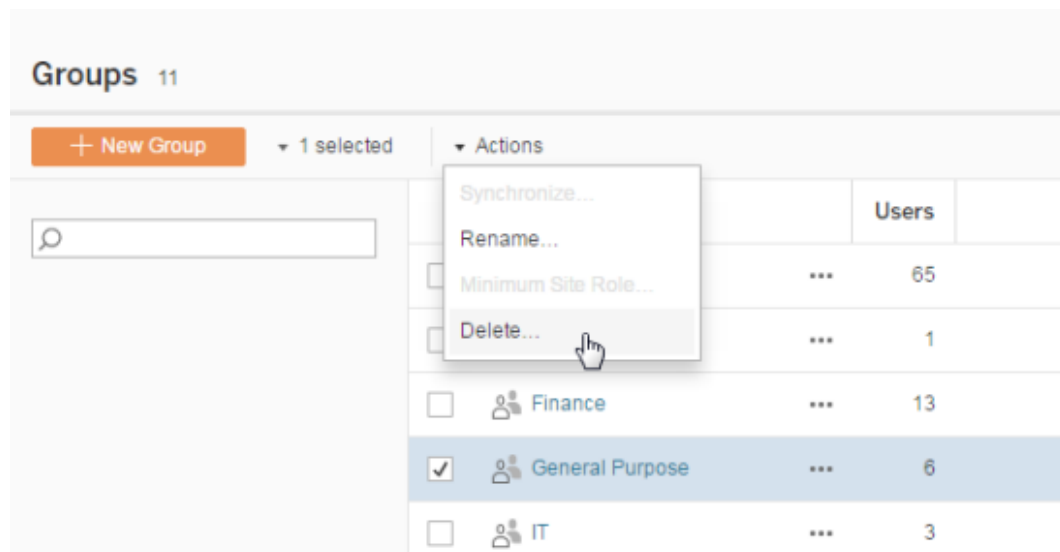 Groups 11
+ New Group 1 selected Actions
Synchronize...
Users
Rename...
65
Minimum Site Role...
Delete...
1
Finance ... 13
General Purpose ... 6
IT ... 3